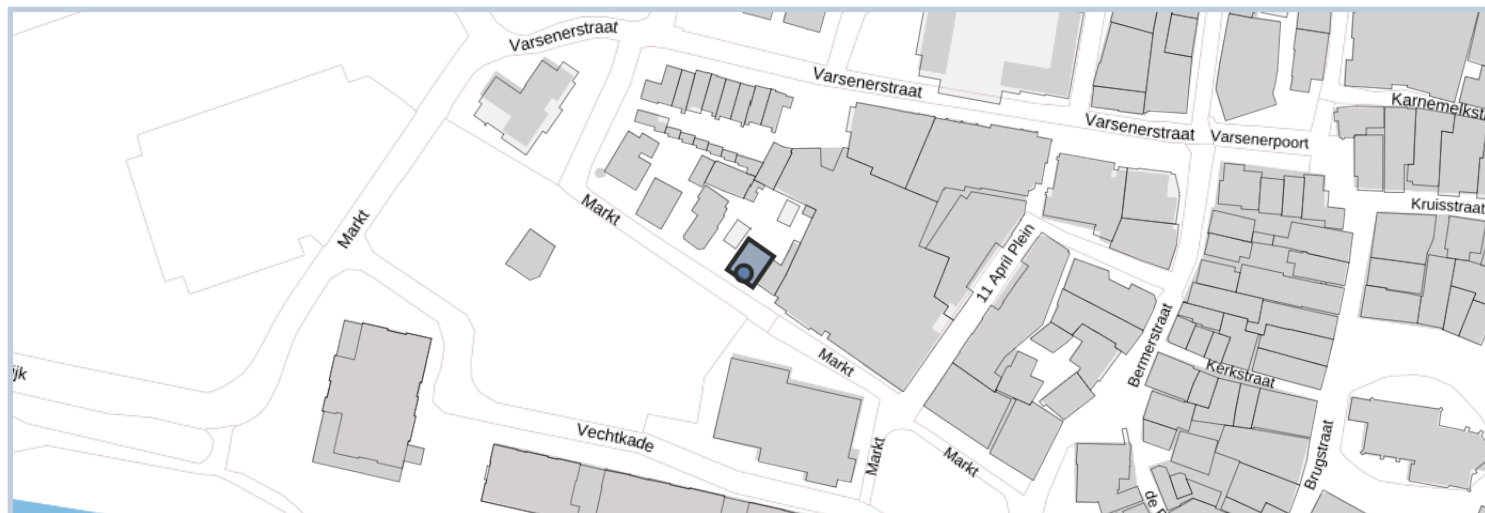 Varsenerstraat
Varsenerstraat
Karnemelkst
Varsenerstraat
Varsenerpoort
Markt
Markt
Kruisstraat
11 April Plein
Bermerstraat
Markt
Kerkstraat
ijk
Vechtkade
Markt
Markt
Brugstraat
de